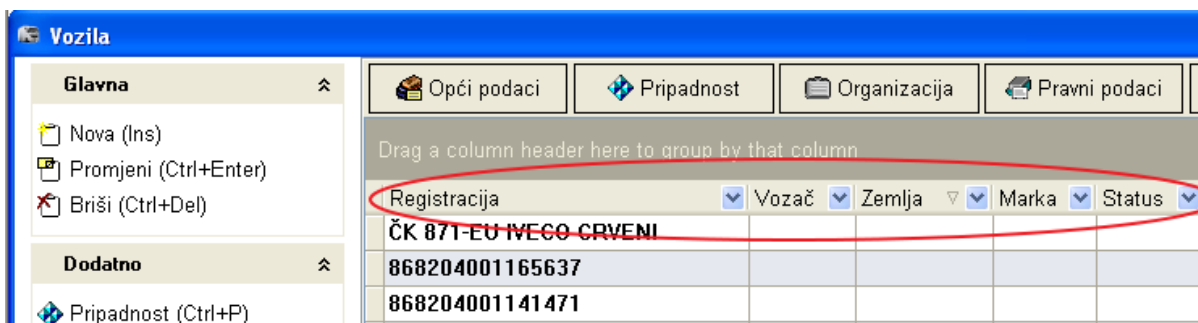 Vozila
Glavna
Nova (Ins)
Promjeni (Ctrl+Enter)
Briši (Ctrl+Del)
Dodatno
Pripadnost (Ctrl+P)
Opći podaci Pripadnost Organizacija Pravni podaci
Drag a column header here to group by that column
Registracija Vozač Zemlja Marka Status
ČK 871-EU IVECO CRVENI
868204001165637
868204001141471